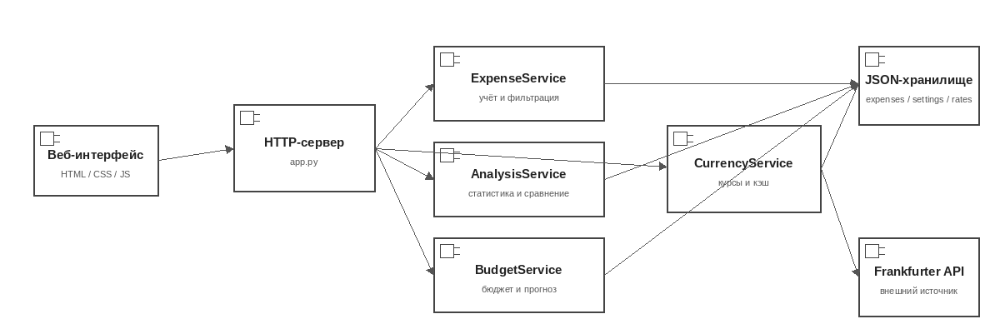 Веб-интерфейс
HTML / CSS / JS
HTTP-сервер
app.py
ExpenseService
учёт и фильтрация
AnalysisService
статистика и сравнение
BudgetService
бюджет и прогноз
CurrencyService
курсы и кэш
JSON-хранилище
expenses / settings / rates
Frankfurter API
внешний источник